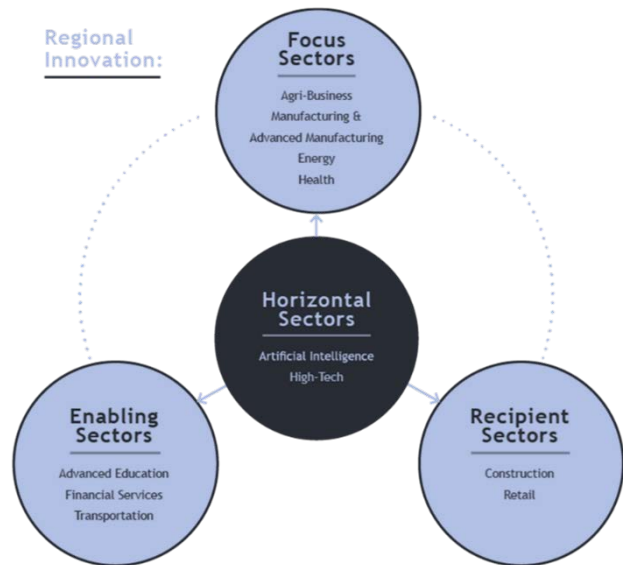 Regional
Innovation:
Focus
Sectors
Agri-Business
Manufacturing &
Advanced Manufacturing
Energy
Health
Horizontal
Sectors
Artificial Intelligence
High-Tech
Enabling
Sectors
Advanced Education
Financial Services
Transportation
Recipient
Sectors
Construction
Retail